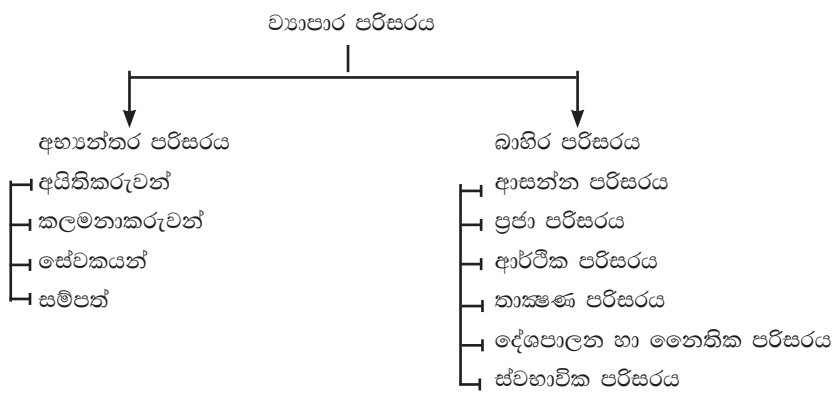 ව්‍යාපාර පරිසරය
අභ්‍යන්තර පරිසරය
අයිතිකරුවන්
කලමනාකරුවන්
සේවකයන්
සම්පත්
බාහිර පරිසරය
ආසන්න පරිසරය
ප්‍රජා පරිසරය
ආර්ථික පරිසරය
තාක්‍ෂණ පරිසරය
දේශපාලන හා නෛතික පරිසරය
ස්වභාවික පරිසරය